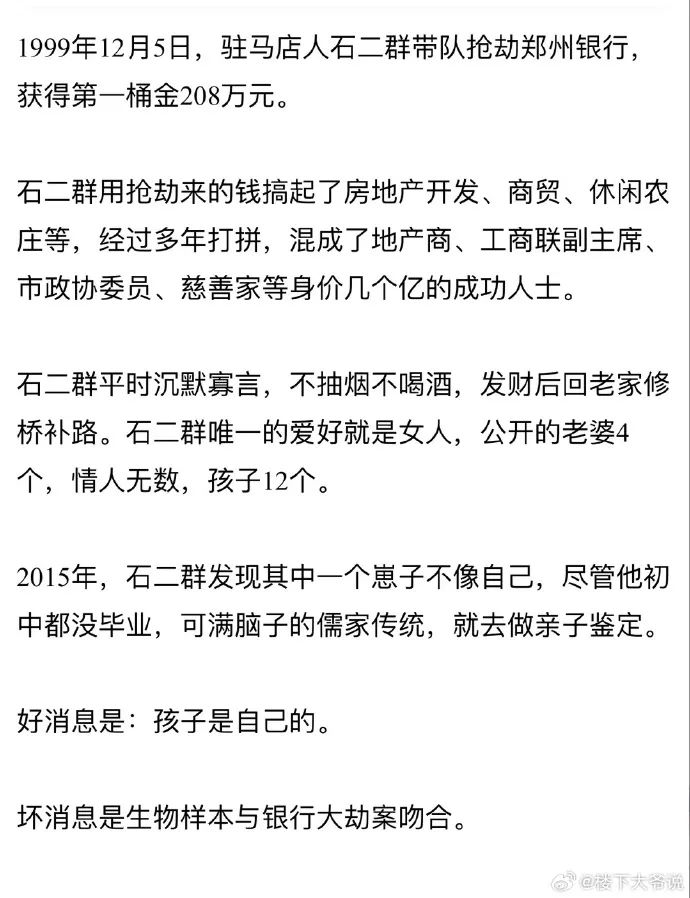 1999年12月5日，驻马店人石二群带队抢劫郑州银行，
获得第一桶金208万元。
石二群用抢劫来的钱搞起了房地产开发、商贸、休闲农
庄等，经过多年打拼，混成了地产商、工商联副主席、
市政协委员、慈善家等身价几个亿的成功人士。
石二群平时沉默寡言，不抽烟不喝酒，发财后回老家修
桥补路。石二群唯一的爱好就是女人，公开的老婆4
个，情人无数，孩子12个。
2015年，石二群发现其中一个崽子不像自己，尽管他初
中都没毕业，可满脑子的儒家传统，就去做亲子鉴定。
好消息是：孩子是自己的。
坏消息是生物样本与银行大劫案吻合。
@楼下大爷说